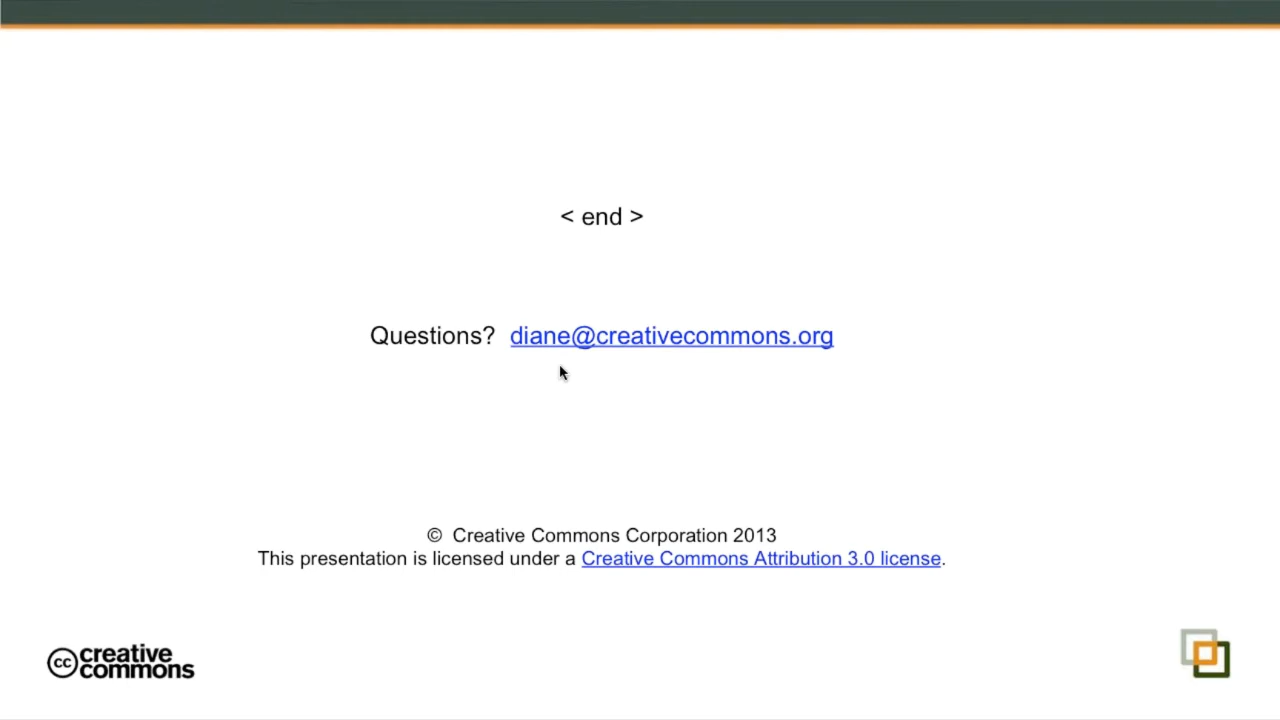 < end >
Questions? diane@creativecommons.org
© Creative Commons Corporation 2013
This presentation is licensed under a Creative Commons Attribution 3.0 license.
cc creative
commons